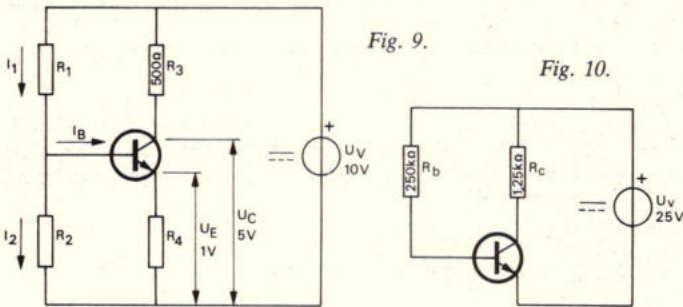 Fig. 9.
I1
R1
500Ω
R3
IB
+
UV
10V
I2
R2
UE
1V
UC
5V
R4
Fig. 10.
250kΩ
Rb
1,25kΩ
Rc
+
Uv
25V